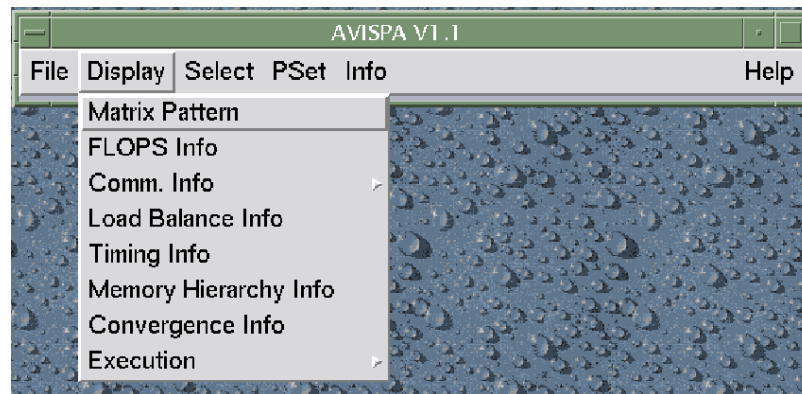 AVISPA V1.1
File Display Select PSet Info Help
Matrix Pattern
FLOPS Info
Comm. Info
Load Balance Info
Timing Info
Memory Hierarchy Info
Convergence Info
Execution